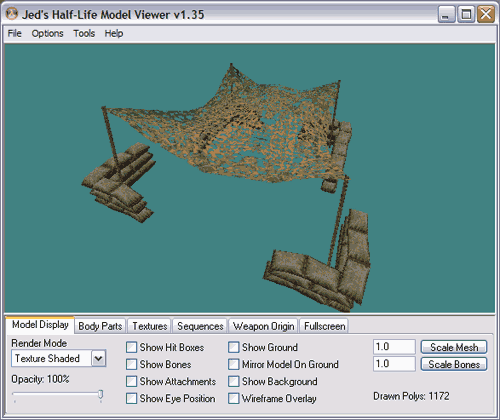 Jed's Half-Life Model Viewer v1.35
File Options Tools Help
Model Display Body Parts Textures Sequences Weapon Origin Fullscreen
Render Mode
Texture Shaded
Opacity: 100%
Show Hit Boxes
Show Bones
Show Attachments
Show Eye Position
Show Ground
Mirror Model On Ground
Show Background
Wireframe Overlay
1.0 Scale Mesh
1.0 Scale Bones
Drawn Polys: 1172